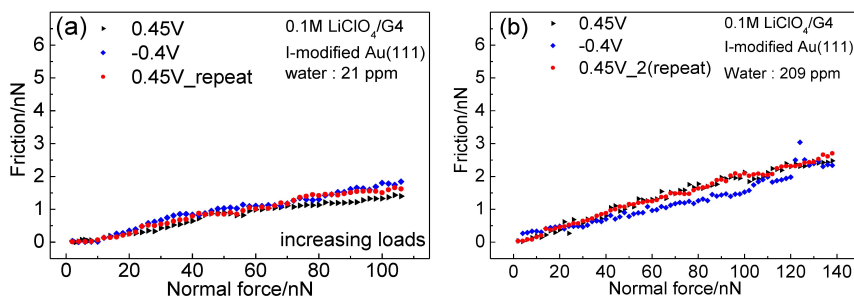 (a)
0.45V
-0.4V
0.45V_repeat
0.1M LiClO4/G4
I-modified Au(111)
water : 21 ppm
increasing loads
Friction/nN
6
5
4
3
2
1
0
0 20 40 60 80 100
Normal force/nN
(b)
0.45V
-0.4V
0.45V_2(repeat)
0.1M LiClO4/G4
I-modified Au(111)
Water : 209 ppm
Friction/nN
6
5
4
3
2
1
0
0 20 40 60 80 100 120 140
Normal force/nN